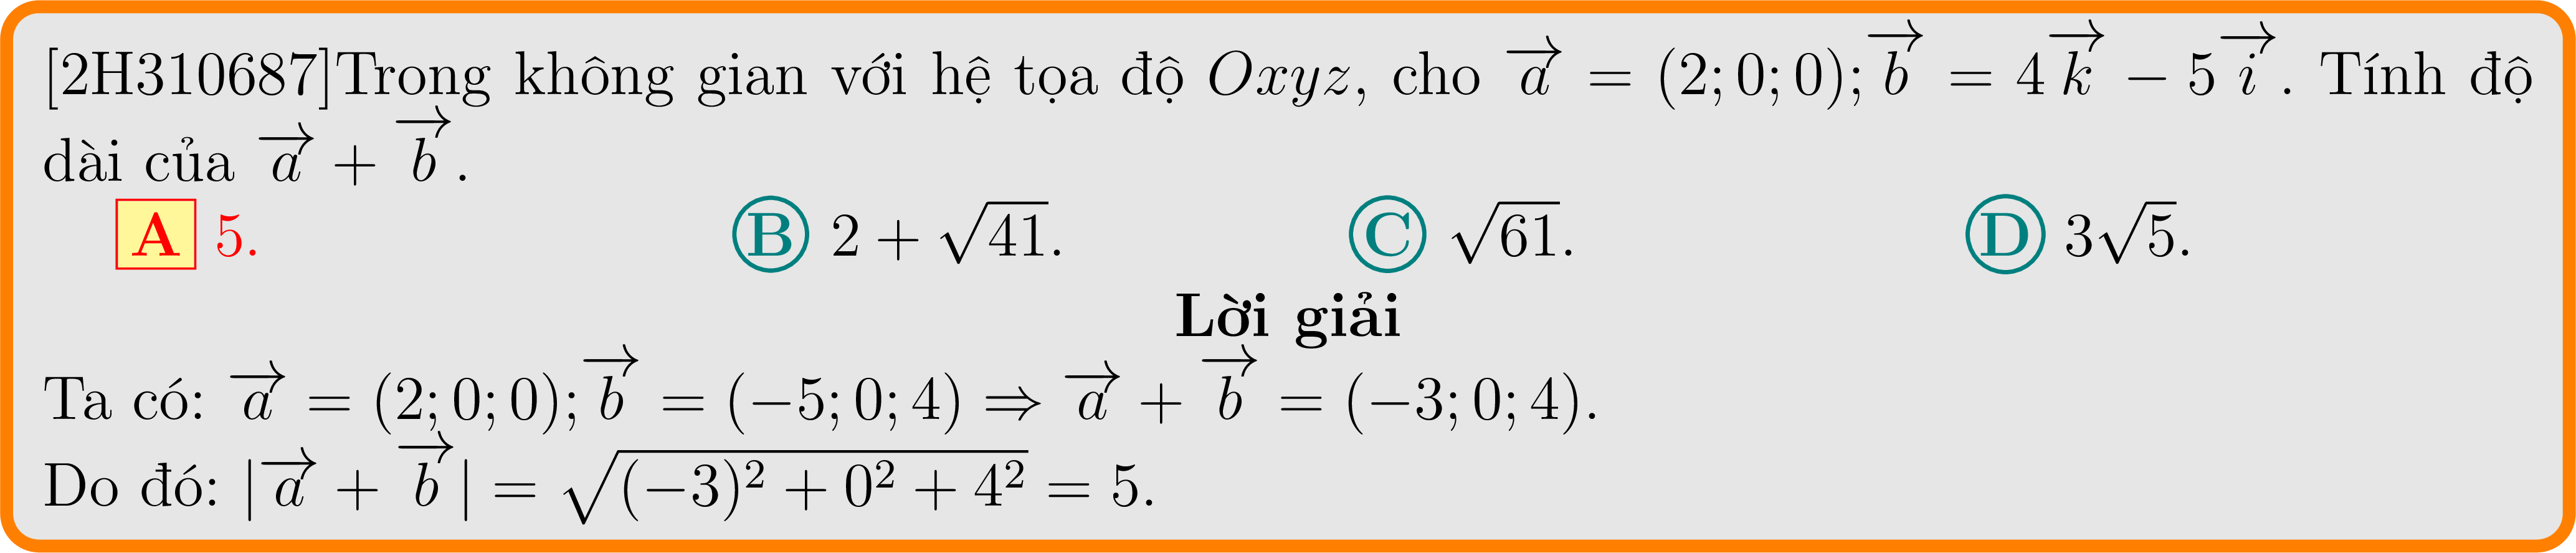 [2H310687]Trong không gian với hệ tọa độ Oxyz, cho $\overrightarrow{a} = (2; 0; 0); \overrightarrow{b} = 4\overrightarrow{k} - 5\overrightarrow{i}$. Tính độ
dài của $\overrightarrow{a} + \overrightarrow{b}$.
A 5. B $2 + \sqrt{41}$. C $\sqrt{61}$. D $3\sqrt{5}$.
Lời giải
Ta có: $\overrightarrow{a} = (2; 0; 0); \overrightarrow{b} = (-5; 0; 4) \Rightarrow \overrightarrow{a} + \overrightarrow{b} = (-3; 0; 4)$.
Do đó: $|\overrightarrow{a} + \overrightarrow{b}| = \sqrt{(-3)^2 + 0^2 + 4^2} = 5$.